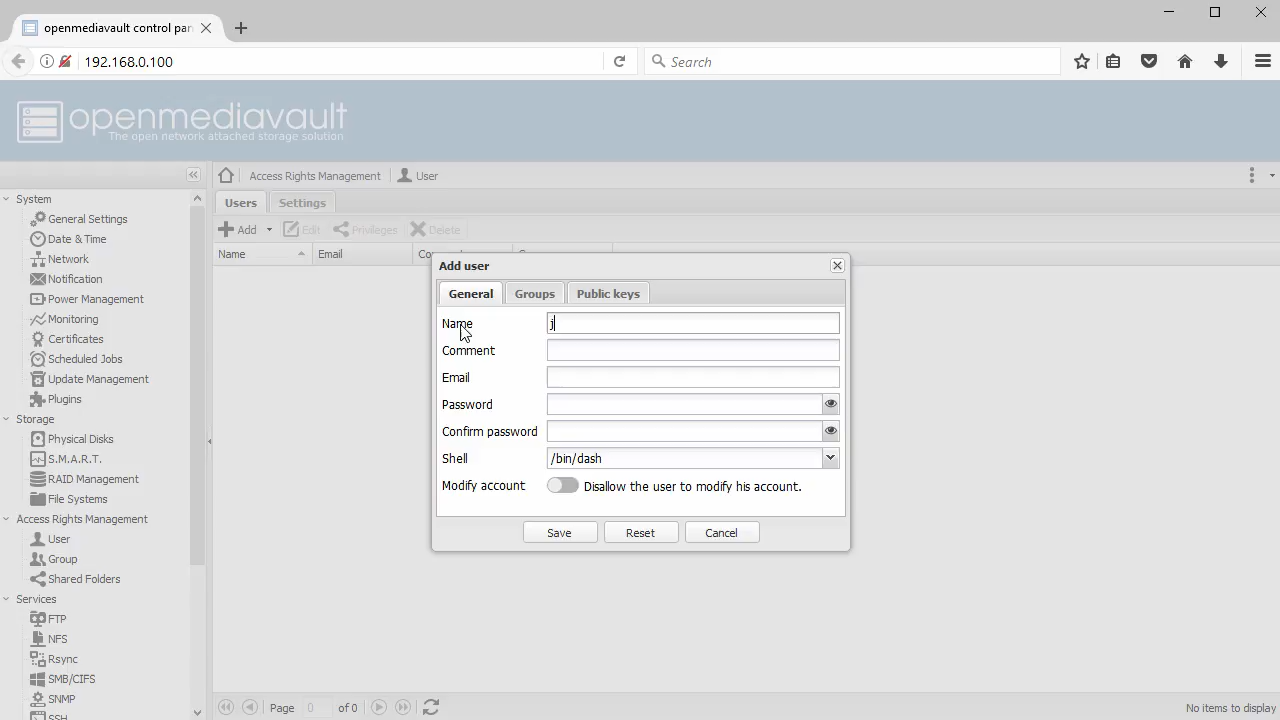 openmediavault control pan
192.168.0.100
Search
openmediavault
The open network attached storage solution
Access Rights Management
User
Users
Settings
Add
Edit
Privileges
Delete
Name
Email
System
General Settings
Date & Time
Network
Notification
Power Management
Monitoring
Certificates
Scheduled Jobs
Update Management
Plugins
Storage
Physical Disks
S.M.A.R.T.
RAID Management
File Systems
Access Rights Management
User
Group
Shared Folders
Services
FTP
NFS
Rsync
SMB/CIFS
SNMP
SSH
Add user
General
Groups
Public keys
Name
j
Comment
Email
Password
Confirm password
Shell
/bin/dash
Modify account
Disallow the user to modify his account.
Save
Reset
Cancel
Page
0
of 0
No items to display